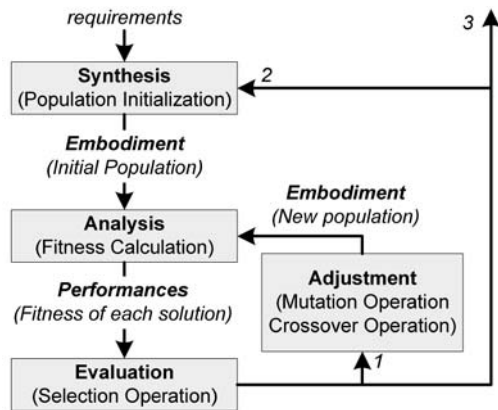 requirements
3
Synthesis
(Population Initialization)
2
Embodiment
(Initial Population)
Embodiment
(New population)
Analysis
(Fitness Calculation)
Adjustment
(Mutation Operation
Crossover Operation)
Performances
(Fitness of each solution)
1
Evaluation
(Selection Operation)